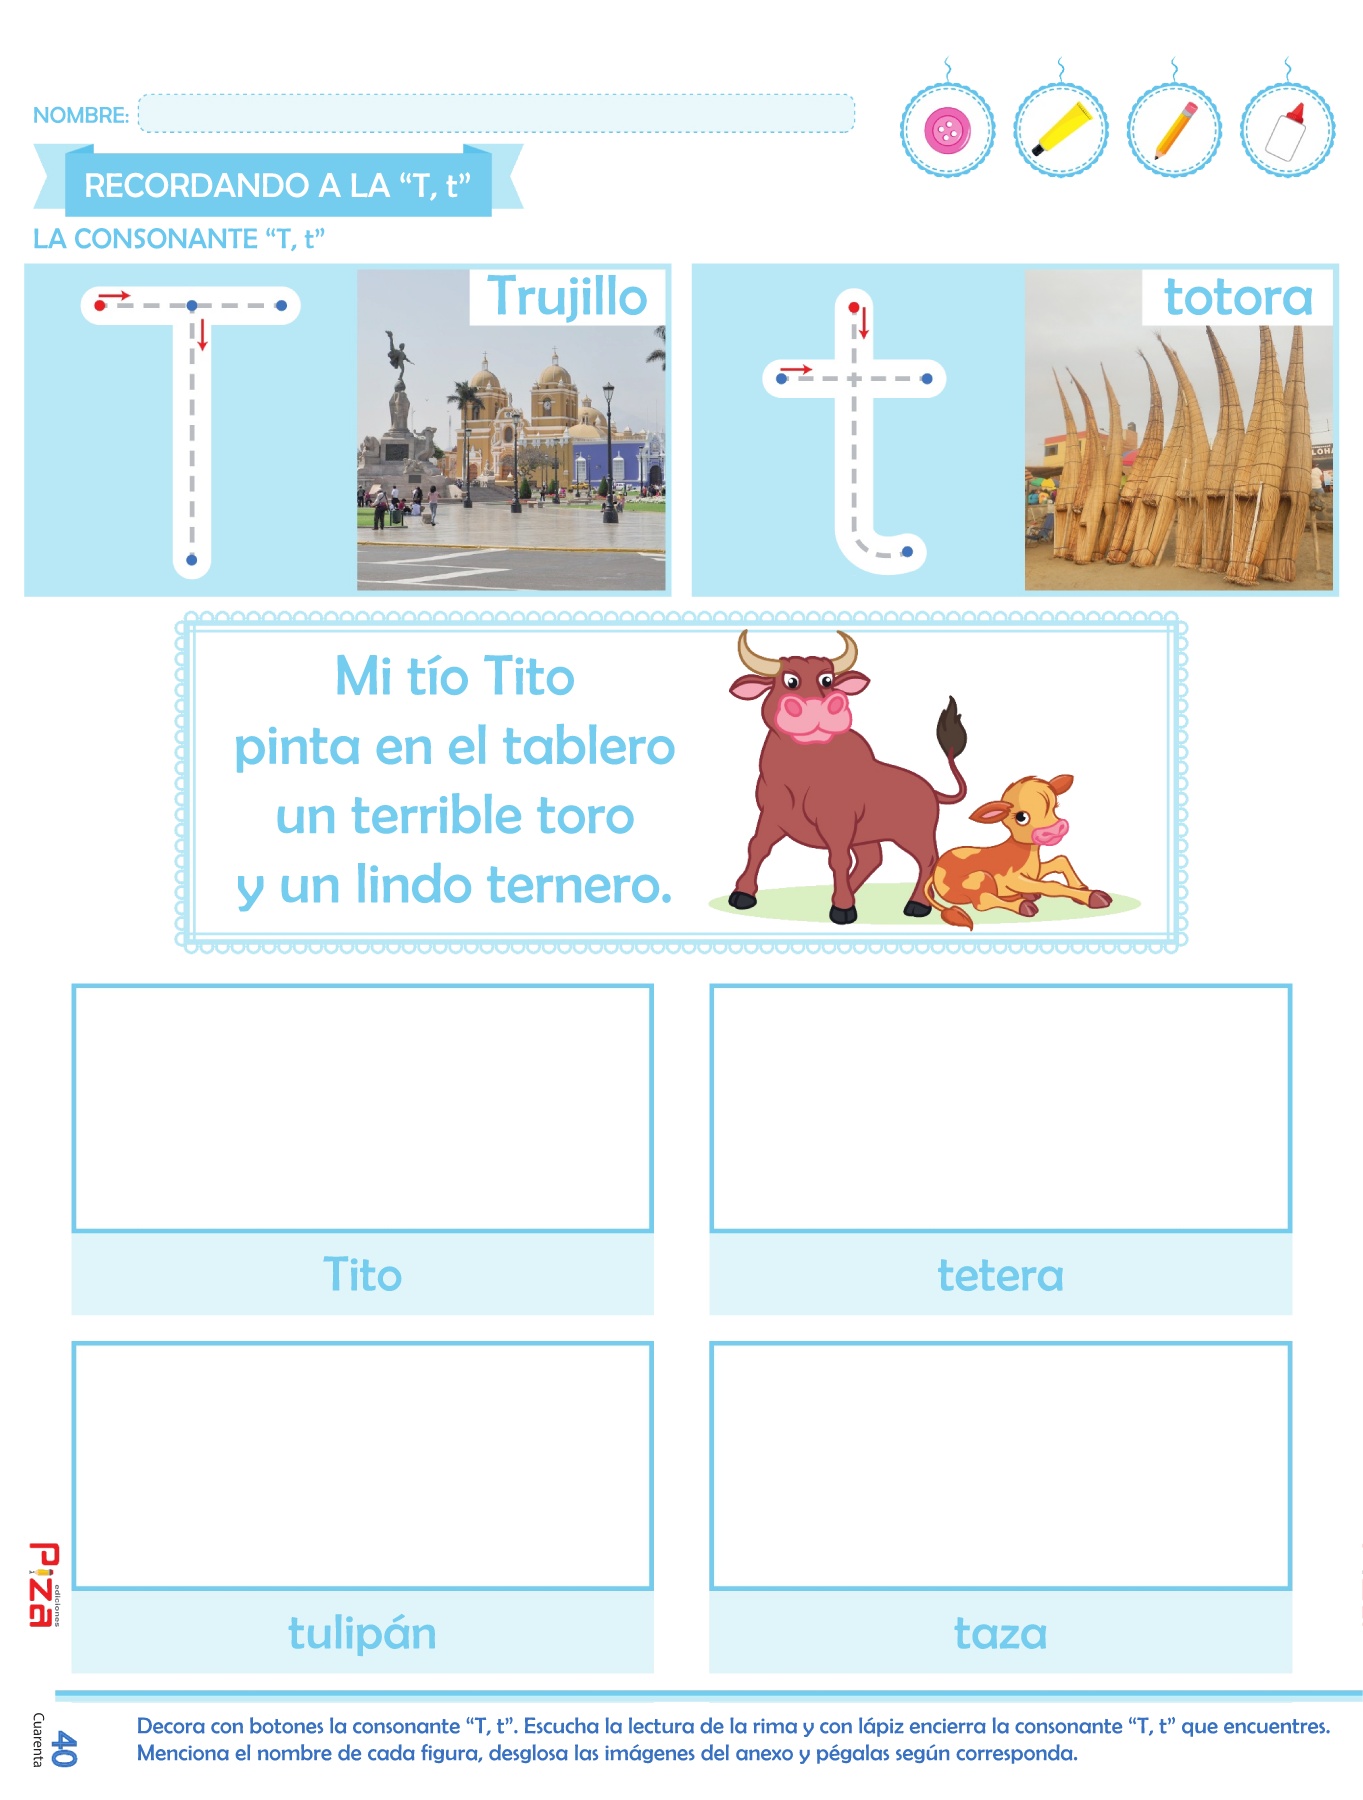 NOMBRE:
RECORDANDO A LA “T, t”
LA CONSONANTE “T, t”
Trujillo
totora
Mi tío Tito
pinta en el tablero
un terrible toro
y un lindo ternero.
Tito
tetera
tulipán
taza
Piza
ediciones
Cuarenta
40
Decora con botones la consonante “T, t”. Escucha la lectura de la rima y con lápiz encierra la consonante “T, t” que encuentres.
Menciona el nombre de cada figura, desglosa las imágenes del anexo y pégalas según corresponda.